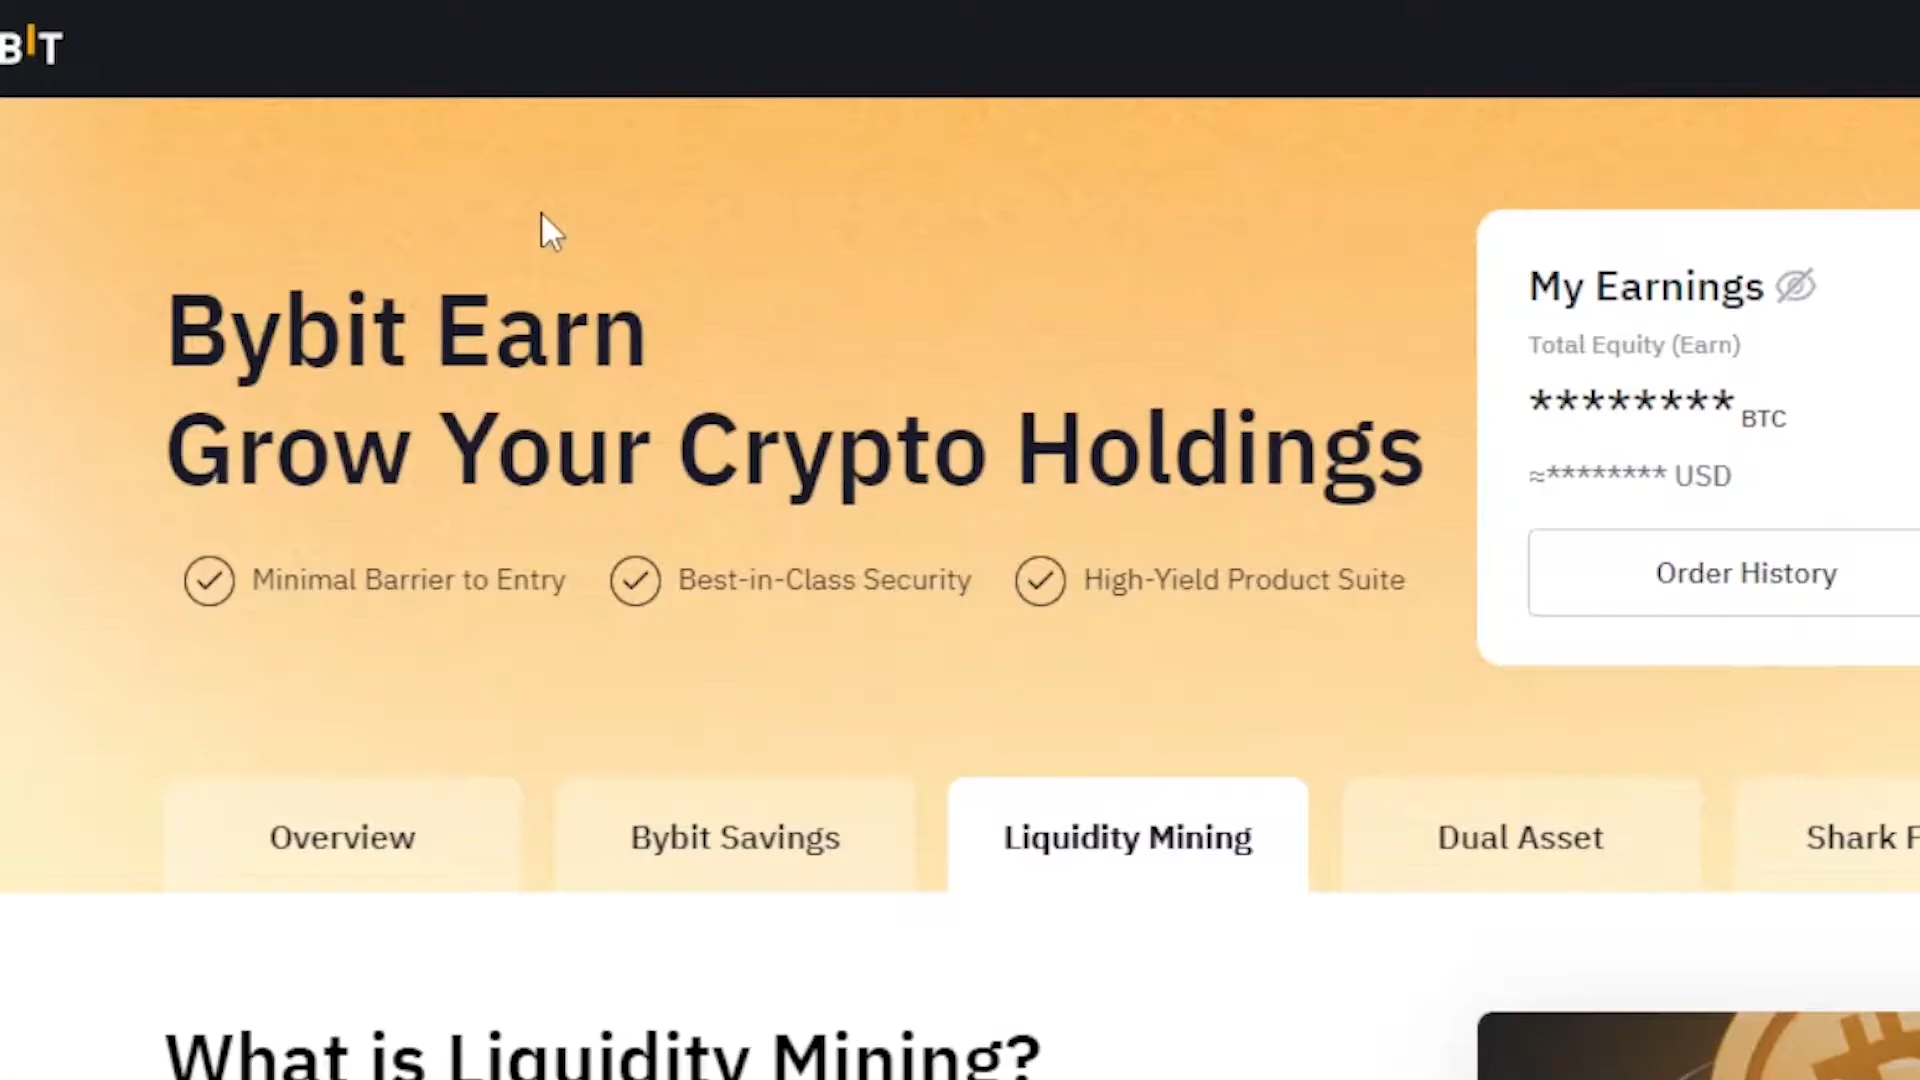 BIT
Bybit Earn
Grow Your Crypto Holdings
Minimal Barrier to Entry
Best-in-Class Security
High-Yield Product Suite
My Earnings
Total Equity (Earn)
******** BTC
≈******** USD
Order History
Overview
Bybit Savings
Liquidity Mining
Dual Asset
Shark F
What is Liquidity Mining?